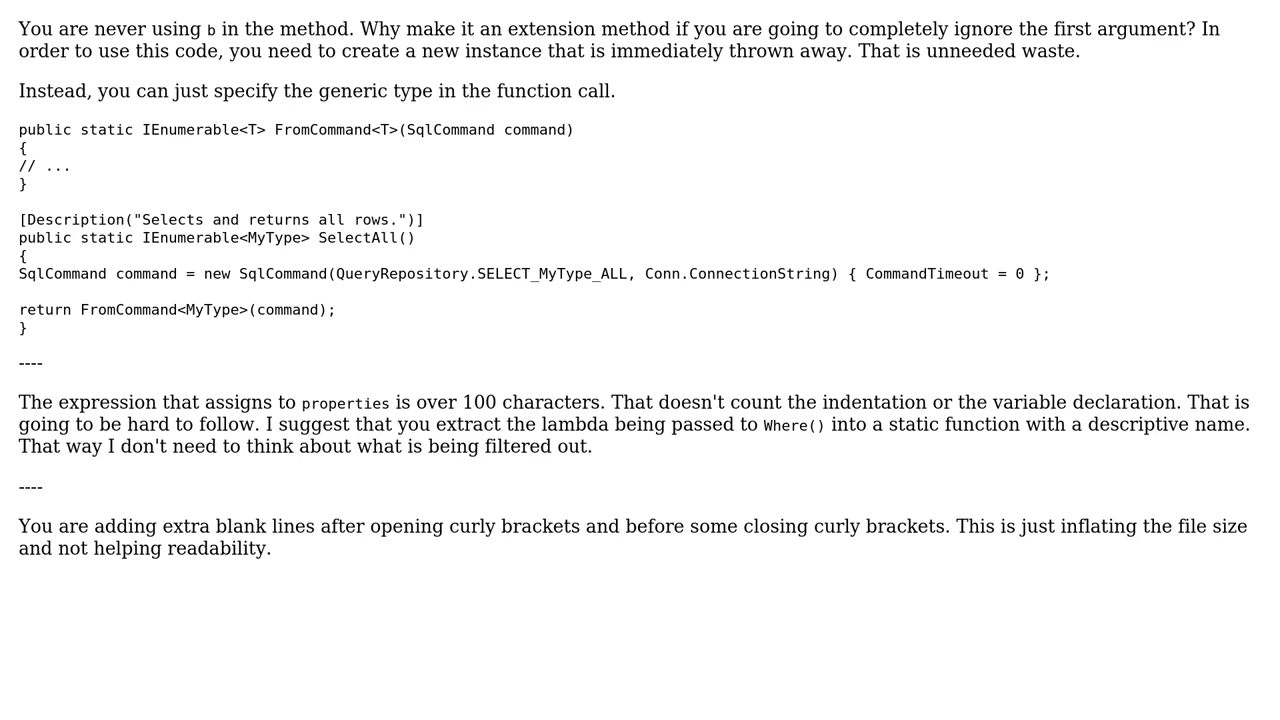 You are never using b in the method. Why make it an extension method if you are going to completely ignore the first argument? In
order to use this code, you need to create a new instance that is immediately thrown away. That is unneeded waste.
Instead, you can just specify the generic type in the function call.
public static IEnumerable<T> FromCommand<T>(SqlCommand command)
{
// ...
}
[Description("Selects and returns all rows.")]
public static IEnumerable<MyType> SelectAll()
{
SqlCommand command = new SqlCommand(QueryRepository.SELECT_MyType_ALL, Conn.ConnectionString) { CommandTimeout = 0 };
return FromCommand<MyType>(command);
}
----
The expression that assigns to properties is over 100 characters. That doesn't count the indentation or the variable declaration. That is
going to be hard to follow. I suggest that you extract the lambda being passed to Where() into a static function with a descriptive name.
That way I don't need to think about what is being filtered out.
----
You are adding extra blank lines after opening curly brackets and before some closing curly brackets. This is just inflating the file size
and not helping readability.